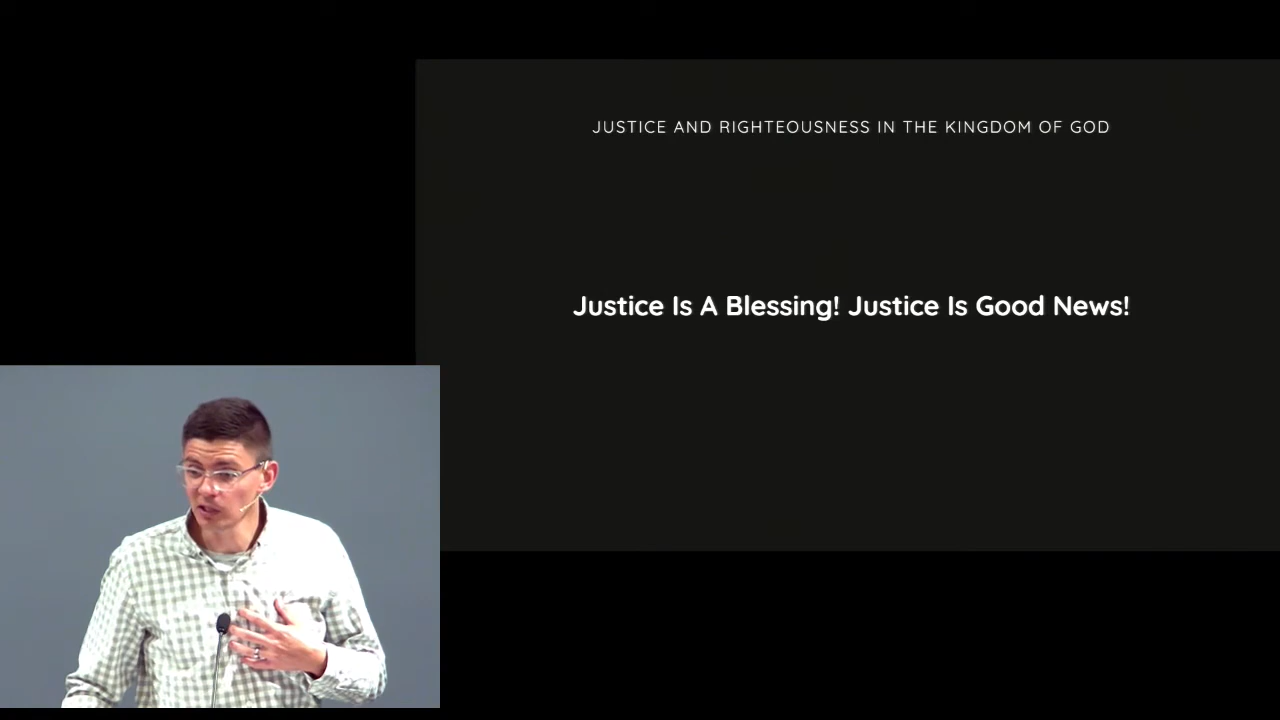 JUSTICE AND RIGHTEOUSNESS IN THE KINGDOM OF GOD
Justice Is A Blessing! Justice Is Good News!